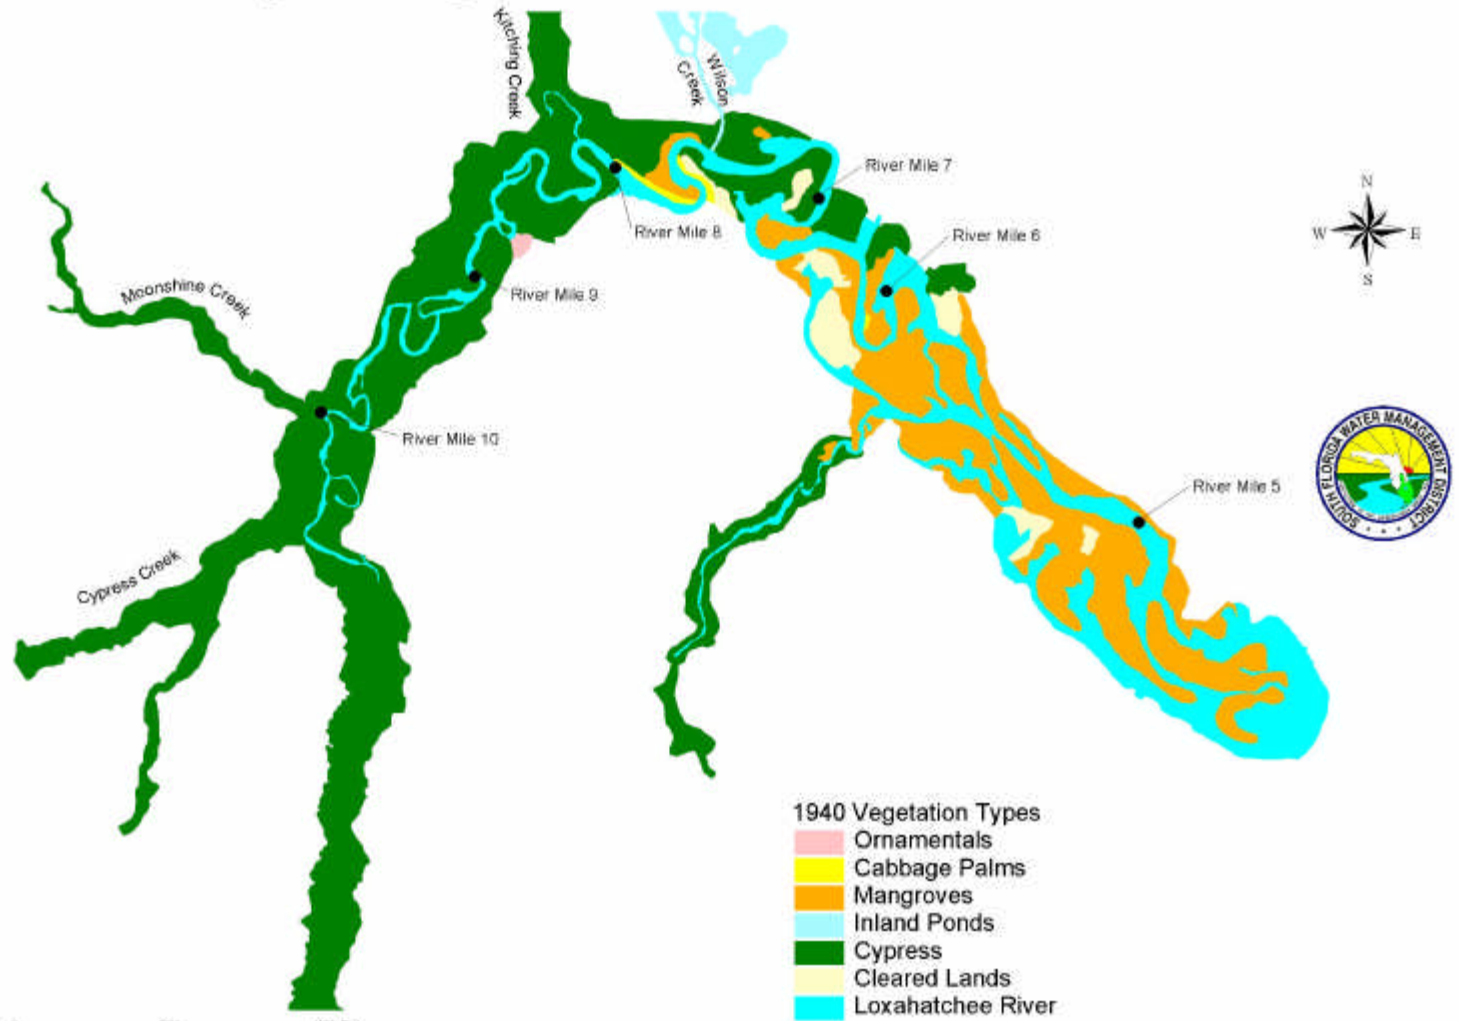 Kitching Creek
Wilson
Creek
River Mile 7
River Mile 8
River Mile 6
N
W
E
S
River Mile 9
Moonshine Creek
River Mile 10
SOUTH FLORIDA WATER MANAGEMENT DISTRICT
River Mile 5
Cypress Creek
1940 Vegetation Types
Ornamentals
Cabbage Palms
Mangroves
Inland Ponds
Cypress
Cleared Lands
Loxahatchee River